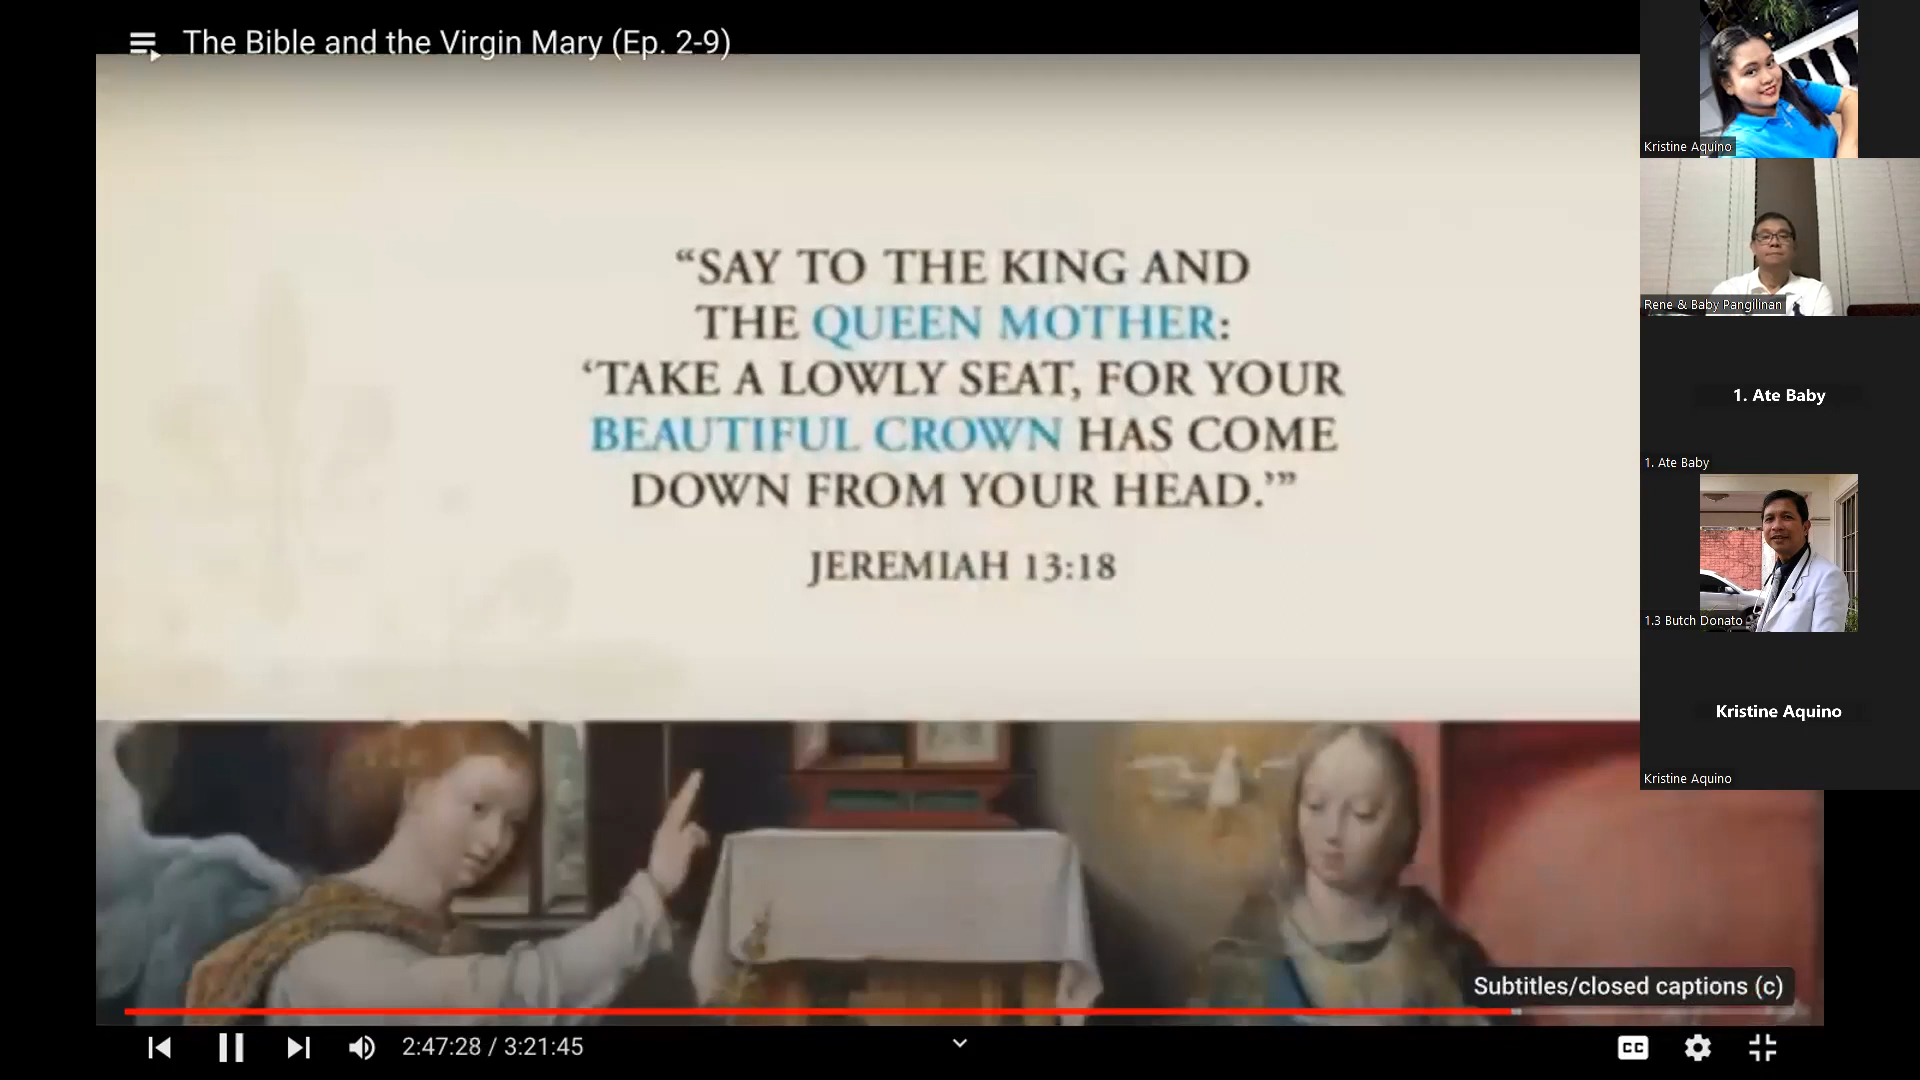 The Bible and the Virgin Mary (Ep. 2-9)
“SAY TO THE KING AND
THE QUEEN MOTHER:
‘TAKE A LOWLY SEAT, FOR YOUR
BEAUTIFUL CROWN HAS COME
DOWN FROM YOUR HEAD.’”
JEREMIAH 13:18
Subtitles/closed captions (c)
2:47:28 / 3:21:45
CC
Kristine Aquino
Rene & Baby Pangilinan
1. Ate Baby
1. Ate Baby
1.3 Butch Donato
Kristine Aquino
Kristine Aquino